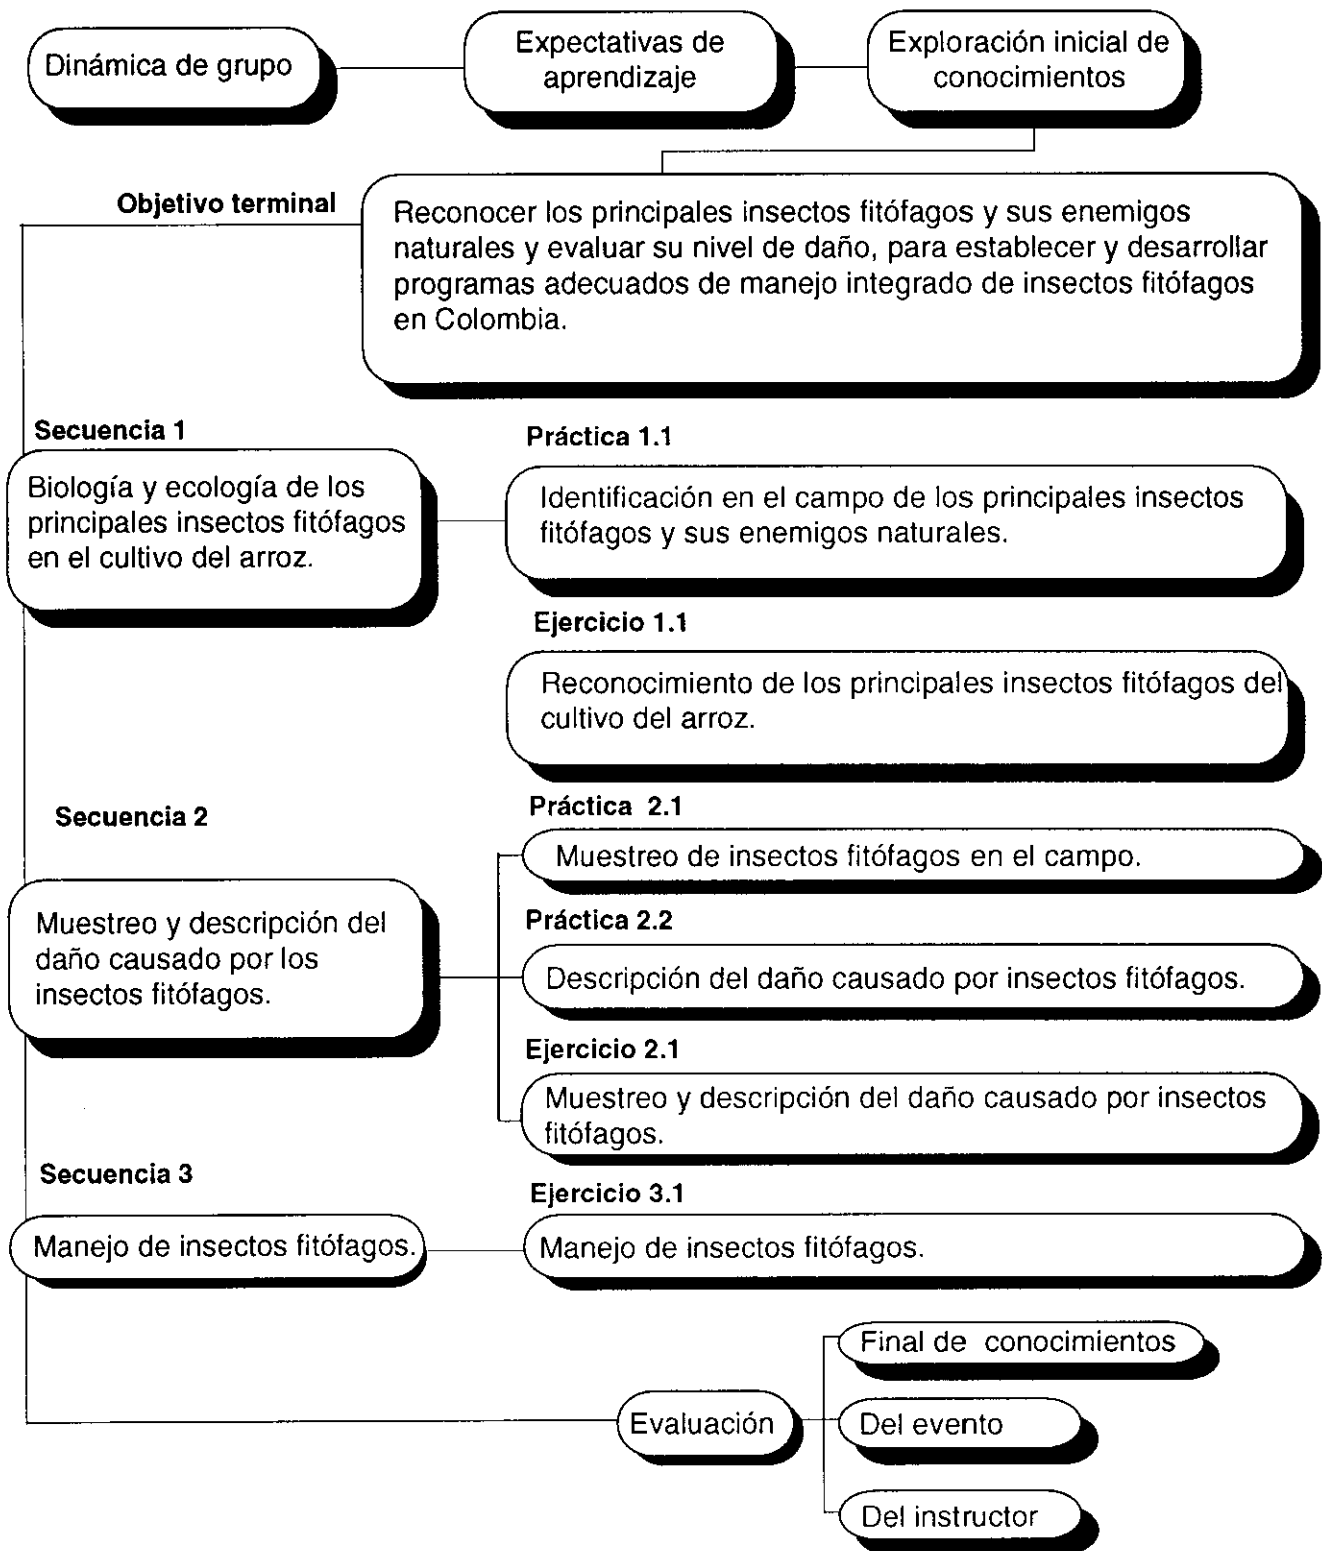 Dinámica de grupo
Expectativas de
aprendizaje
Exploración inicial de
conocimientos
Objetivo terminal
Reconocer los principales insectos fitófagos y sus enemigos
naturales y evaluar su nivel de daño, para establecer y desarrollar
programas adecuados de manejo integrado de insectos fitófagos
en Colombia.
Secuencia 1
Biología y ecología de los
principales insectos fitófagos
en el cultivo del arroz.
Práctica 1.1
Identificación en el campo de los principales insectos
fitófagos y sus enemigos naturales.
Ejercicio 1.1
Reconocimiento de los principales insectos fitófagos del
cultivo del arroz.
Secuencia 2
Muestreo y descripción del
daño causado por los
insectos fitófagos.
Práctica 2.1
Muestreo de insectos fitófagos en el campo.
Práctica 2.2
Descripción del daño causado por insectos fitófagos.
Ejercicio 2.1
Muestreo y descripción del daño causado por insectos
fitófagos.
Secuencia 3
Manejo de insectos fitófagos.
Ejercicio 3.1
Manejo de insectos fitófagos.
Evaluación
Final de conocimientos
Del evento
Del instructor